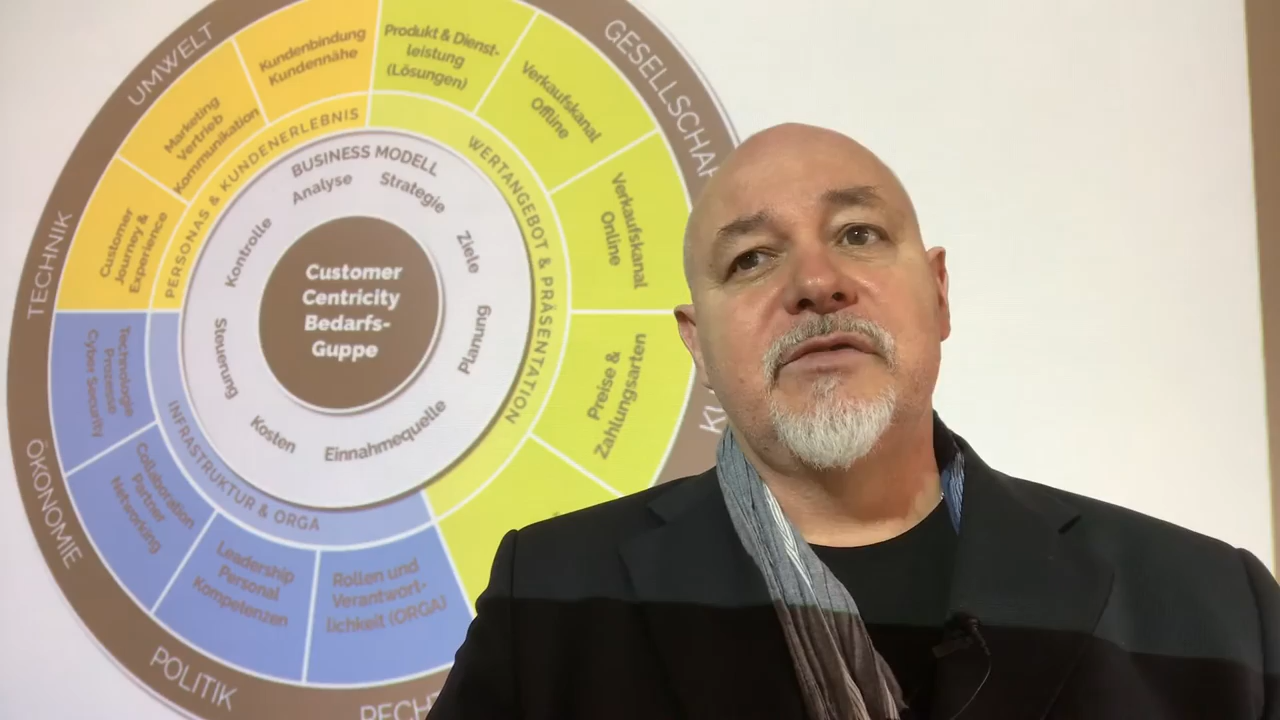 UMWELT
TECHNIK
ÖKONOMIE
POLITIK
GESELLSCHAF
Kundenbindung
Kundennähe
Marketing
Vertrieb
Kommunikation
Customer
Journey &
Experience
Produkt & Dienst-
leistung
(Lösungen)
Verkaufskanal
Offline
Verkaufskanal
Online
Preise &
Zahlungsarten
Technologie
Prozesse
Cyber Security
Collaboration
Partner
Networking
Leadership
Personal
Kompetenzen
Rollen und
Verantwort-
lichkeit (ORGA)
PERSONAS & KUNDENERLEBNIS
WERTANGEBOT & PRÄSENTATION
INFRASTRUKTUR & ORGA
BUSINESS MODELL
Analyse
Strategie
Ziele
Planung
Einnahmequelle
Kosten
Steuerung
Kontrolle
Customer
Centricity
Bedarfs-
Guppe
RECHT